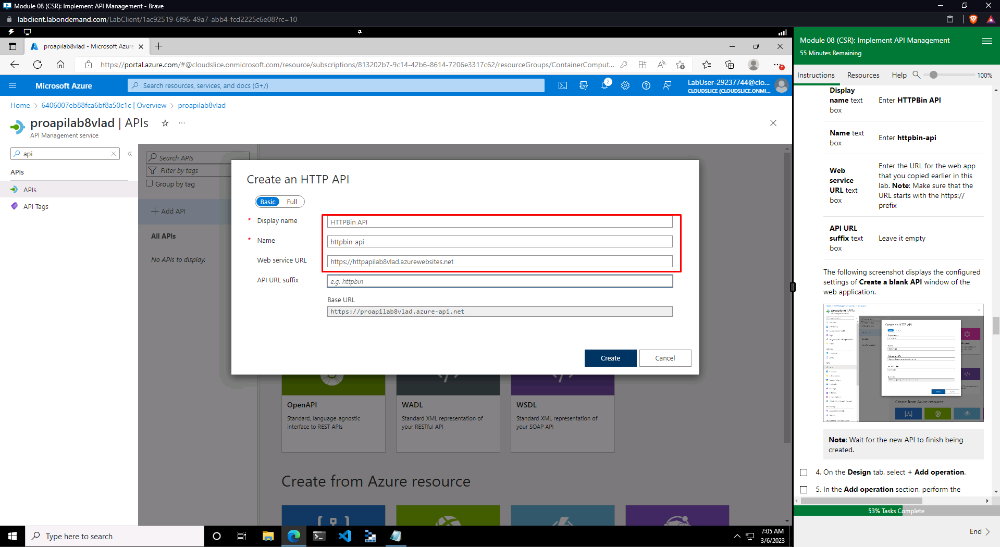 Module 08 (CSR): Implement API Management - Brave
labclient.labondemand.com/LabClient/1ac92519-6f96-49a7-abb4-fcd2225c6e08?rc=10
proapilab8vlad - Microsoft Azure
https://portal.azure.com/#@cloudslice.onmicrosoft.com/resource/subscriptions/813202b7-9c14-42b6-8614-7206e3317c62/resourceGroups/ContainerComput...
Microsoft Azure
Search resources, services, and docs (G+/)
2
LabUser-29237744@clo...
CLOUDSLICE (CLOUDSLICE.ONMI...
Home > 6406007eb88fca6bf8a50c1c | Overview > proapilab8vlad
proapilab8vlad | APIs
API Management service
api
APIs
APIs
API Tags
Search APIs
Filter by tags
Group by tag
+ Add API
All APIs
No APIs to display.
Create an HTTP API
Basic Full
* Display name
HTTPBin API
* Name
httpbin-api
Web service URL
https://httpapilab8vlad.azurewebsites.net
API URL suffix
e.g. httpbin
Base URL
https://proapilab8vlad.azure-api.net
Create
Cancel
OpenAPI
Standard, language-agnostic
interface to REST APIs
WADL
Standard XML representation of
your RESTful API
WSDL
Standard XML representation of
your SOAP API
Create from Azure resource
Type here to search
7:05 AM
3/6/2023
Module 08 (CSR): Implement API Management
55 Minutes Remaining
Instructions Resources Help 100%
Display
name text
box
Enter HTTPBin API
Name text
box
Enter httpbin-api
Web
service
URL text
box
Enter the URL for the web app
that you copied earlier in this
lab. Note: Make sure that the
URL starts with the https://
prefix
API URL
suffix text
box
Leave it empty
The following screenshot displays the configured
settings of Create a blank API window of the
web application.
proapianu | APIs
Create an HTTP API
Create from Azure resource
Note: Wait for the new API to finish being
created.
4. On the Design tab, select + Add operation.
5. In the Add operation section, perform the
53% Tasks Complete
End >